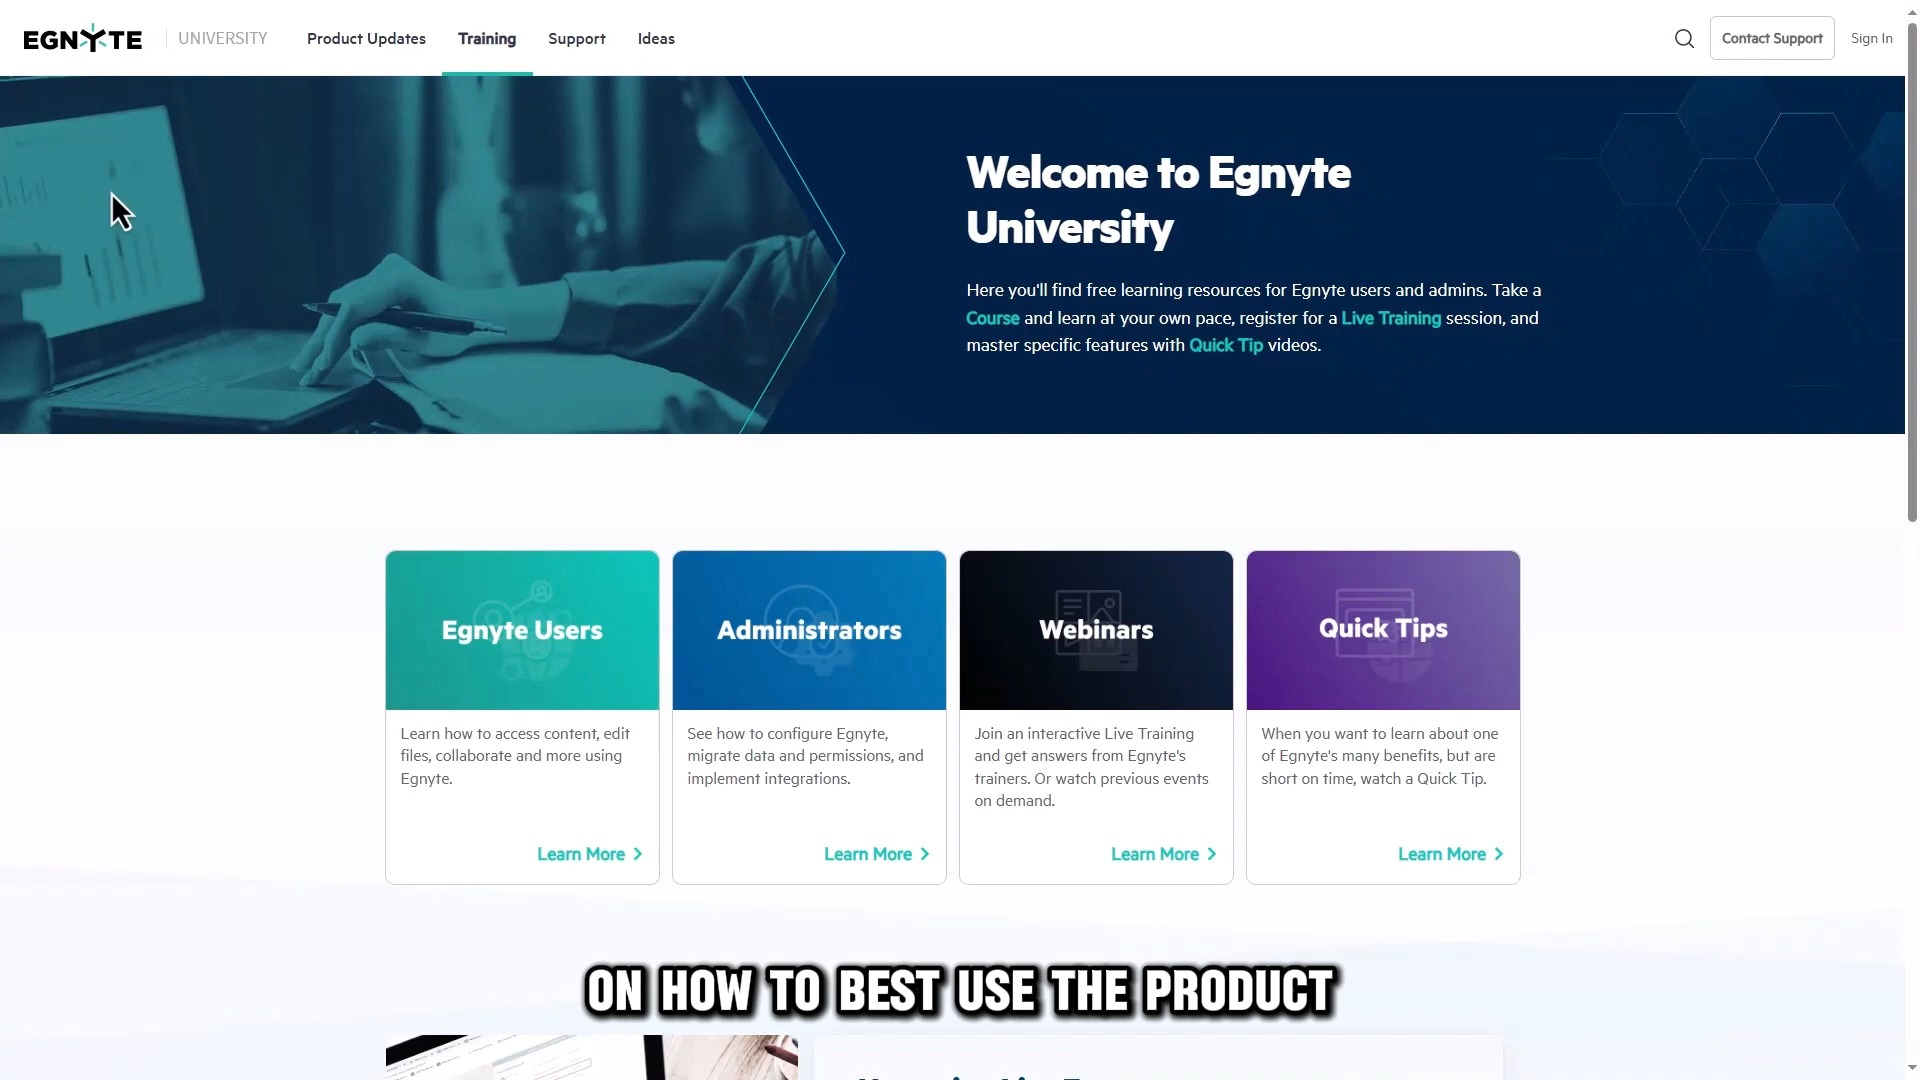 EGNYTE
UNIVERSITY
Product Updates
Training
Support
Ideas
Contact Support
Sign In
Welcome to Egnyte
University
Here you'll find free learning resources for Egnyte users and admins. Take a
Course and learn at your own pace, register for a Live Training session, and
master specific features with Quick Tip videos.
Egnyte Users
Learn how to access content, edit
files, collaborate and more using
Egnyte.
Learn More
Administrators
See how to configure Egnyte,
migrate data and permissions, and
implement integrations.
Learn More
Webinars
Join an interactive Live Training
and get answers from Egnyte's
trainers. Or watch previous events
on demand.
Learn More
Quick Tips
When you want to learn about one
of Egnyte's many benefits, but are
short on time, watch a Quick Tip.
Learn More
ON HOW TO BEST USE THE PRODUCT